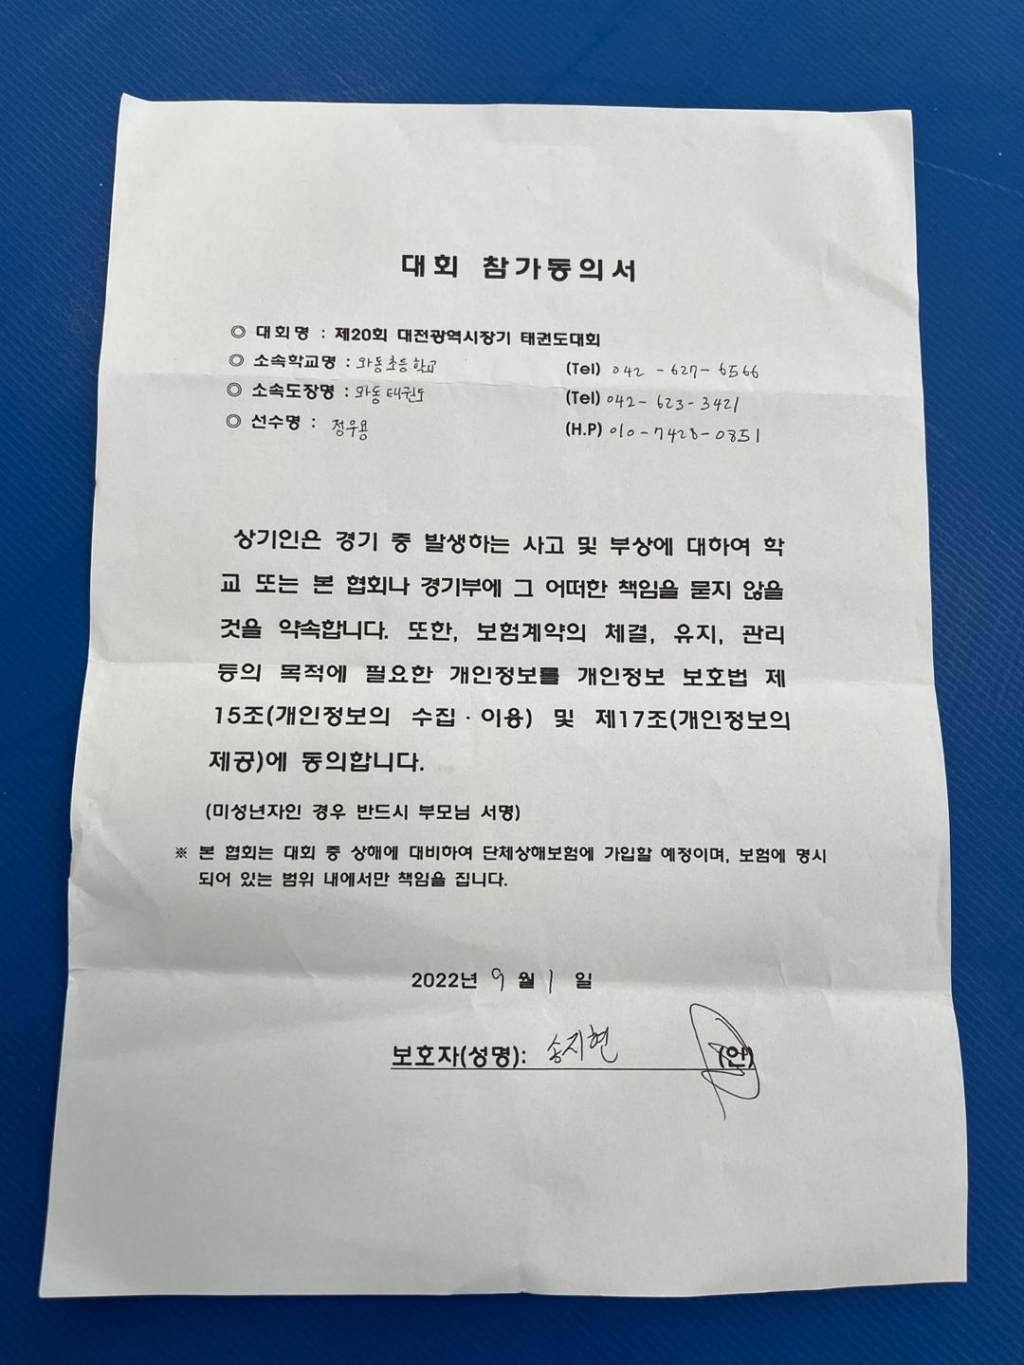 대회 참가동의서
◎ 대회명 : 제20회 대전광역시장기 태권도대회
◎ 소속학교명 : 와동초등학교 (Tel) 042 - 627 - 6566
◎ 소속도장명 : 와동태권도 (Tel) 042 - 623 - 3421
◎ 선수명 : 정우용 (H.P) 010 - 7428 - 0851
상기인은 경기 중 발생하는 사고 및 부상에 대하여 학
교 또는 본 협회나 경기부에 그 어떠한 책임을 묻지 않을
것을 약속합니다. 또한, 보험계약의 체결, 유지, 관리
등의 목적에 필요한 개인정보를 개인정보 보호법 제
15조(개인정보의 수집 · 이용) 및 제17조(개인정보의
제공)에 동의합니다.
(미성년자인 경우 반드시 부모님 서명)
※ 본 협회는 대회 중 상해에 대비하여 단체상해보험에 가입할 예정이며, 보험에 명시
되어 있는 범위 내에서만 책임을 집니다.
2022년 9 월 1 일
보호자(성명): 송지현 (인)